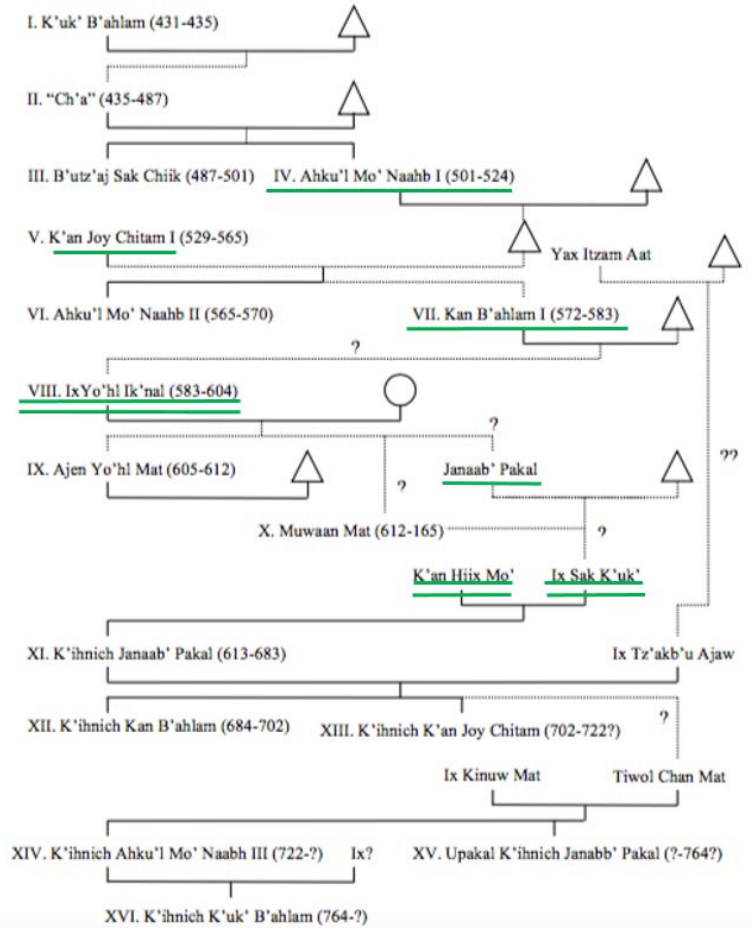 I. K'uk' B'ahlam (431-435)
II. “Ch'a” (435-487)
III. B'utz'aj Sak Chiik (487-501) IV. Ahku'l Mo' Naahb I (501-524)
V. K'an Joy Chitam I (529-565)
Yax Itzam Aat
VI. Ahku'l Mo' Naahb II (565-570) VII. Kan B'ahlam I (572-583)
?
VIII. IxYo'hl Ik'nal (583-604)
?
??
IX. Ajen Yo'hl Mat (605-612) Janaab' Pakal
?
X. Muwaan Mat (612-165) ?
K'an Hiix Mo' Ix Sak K'uk'
XI. K'ihnich Janaab' Pakal (613-683) Ix Tz'akb'u Ajaw
XII. K'ihnich Kan B'ahlam (684-702) XIII. K'ihnich K'an Joy Chitam (702-722?) ?
Ix Kinuw Mat Tiwol Chan Mat
XIV. K'ihnich Ahku'l Mo' Naabh III (722-?) Ix? XV. Upakal K'ihnich Janabb' Pakal (?-764?)
XVI. K'ihnich K'uk' B'ahlam (764-?)